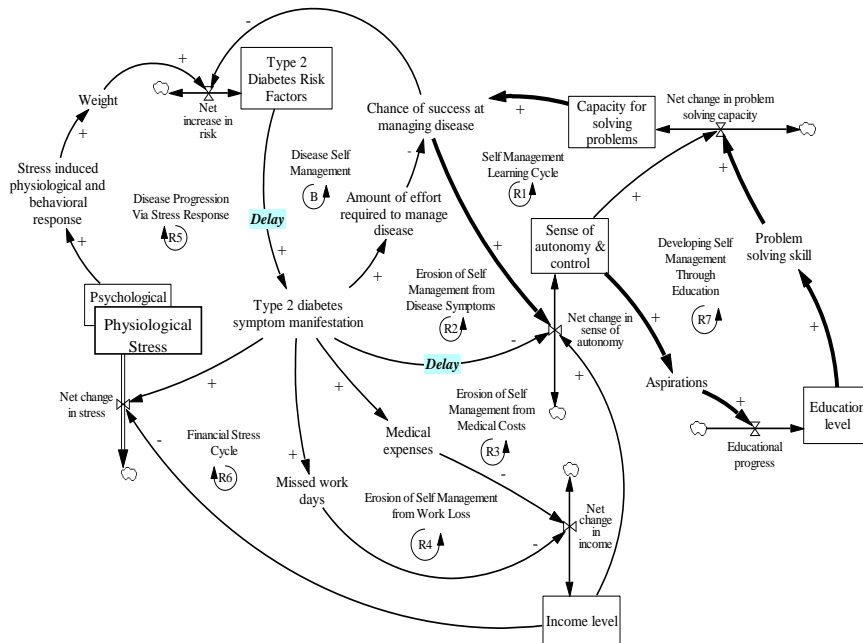 -
+
Type 2
Diabetes Risk
Factors
Weight
Net
increase in
risk
+
Chance of success at
managing disease
+
Capacity for
solving
problems
Net change in problem
solving capacity
+
+
Stress induced
physiological and
behavioral
response
Disease Progression
Via Stress Response
R5
Disease Self
Management
B
-
Amount of effort
required to manage
disease
Self Management
Learning Cycle
R1
+
Delay
+
+
+
+
Sense of
autonomy &
control
Developing Self
Management
Through
Education
R7
Problem
solving skill
Psychological
Physiological
Stress
Type 2 diabetes
symptom manifestation
Erosion of Self
Management from
Disease Symptoms
R2
Net change in
sense of
autonomy
-
Delay
+
+
Net change
in stress
+
+
Aspirations
+
+
Education
level
Educational
progress
-
Financial Stress
Cycle
R6
+
Medical
expenses
Erosion of Self
Management from
Medical Costs
R3
-
Missed work
days
Erosion of Self Management
from Work Loss
R4
-
Net
change
in
income
Income level